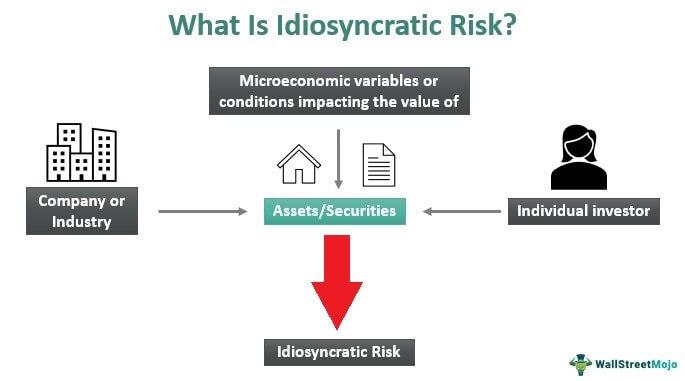 What Is Idiosyncratic Risk?
Microeconomic variables or
conditions impacting the value of
Company or
Industry
Assets/Securities
Individual investor
Idiosyncratic Risk
WallStreetMojo